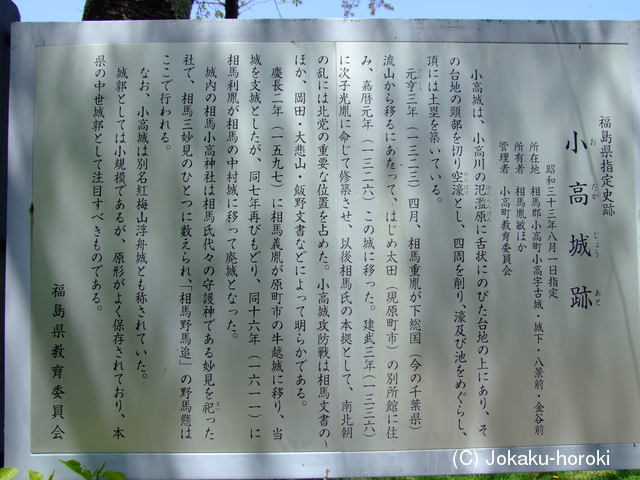 福島県指定史跡
小高城跡
お だか じょう あと
昭和三十三年八月一日指定
所在地 相馬郡小高町小高字古城・城下・八景前・金谷前
所有者 相馬胤敏ほか
管理者 小高町教育委員会
小高城は、小高川の氾濫原に舌状にのびた台地の上にあり、そ
の台地の頸部を切り空濠とし、四周を削り、濠及び池をめぐらし、
頂には土塁を築いている。
元亨三年(一三二三)四月、相馬重胤が下総国(今の千葉県)
流山から移るにあたって、はじめ太田(現原町市)の別所館に住
み、嘉暦元年(一三二六)この城に移った。建武三年(一三三六)
に次子光胤に命じて修築させ、以後相馬氏の本拠として、南北朝
の乱には北党の重要な位置を占めた。小高城攻防戦は相馬文書の
ほか、岡田・大悲山・飯野文書などによって明らかである。
慶長二年(一五九七)に相馬義胤が原町市の牛越城に移り、当
城を支城としたが、同七年再びもどり、同十六年(一六一一)に
相馬利胤が相馬の中村城に移って廃城となった。
城内の相馬小高神社は相馬氏代々の守護神である妙見を祀った
社で、相馬三妙見のひとつに数えられ、「相馬野馬追」の野馬懸は
ここで行われる。
なお、小高城は別名紅梅山浮舟城とも称されていた。
城郭としては小規模であるが、原形がよく保存されており、本
県の中世城郭として注目すべきものである。
福島県教育委員会
(C) Jokaku-horoki